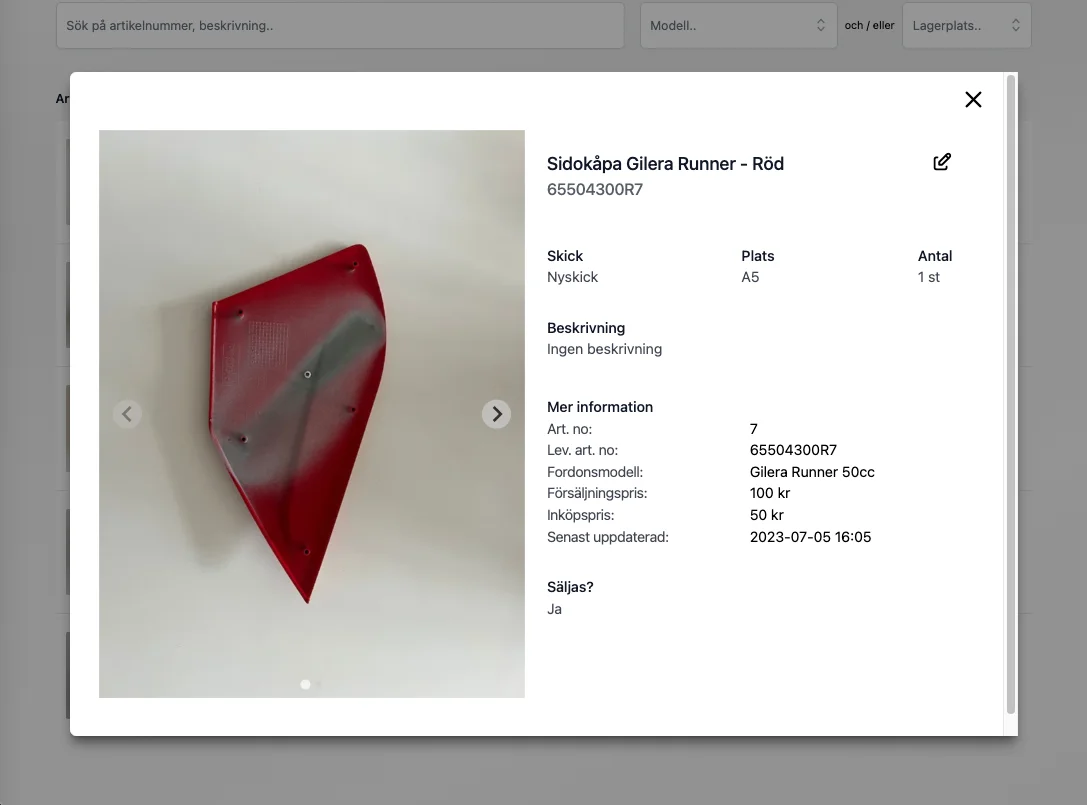 Sök på artikelnummer, beskrivning..
Modell..
och / eller
Lagerplats..
Ar
Sidokåpa Gilera Runner - Röd
65504300R7
Skick
Plats
Antal
Nyskick
A5
1 st
Beskrivning
Ingen beskrivning
Mer information
Art. no:
7
Lev. art. no:
65504300R7
Fordonsmodell:
Gilera Runner 50cc
Försäljningspris:
100 kr
Inköpspris:
50 kr
Senast uppdaterad:
2023-07-05 16:05
Säljas?
Ja